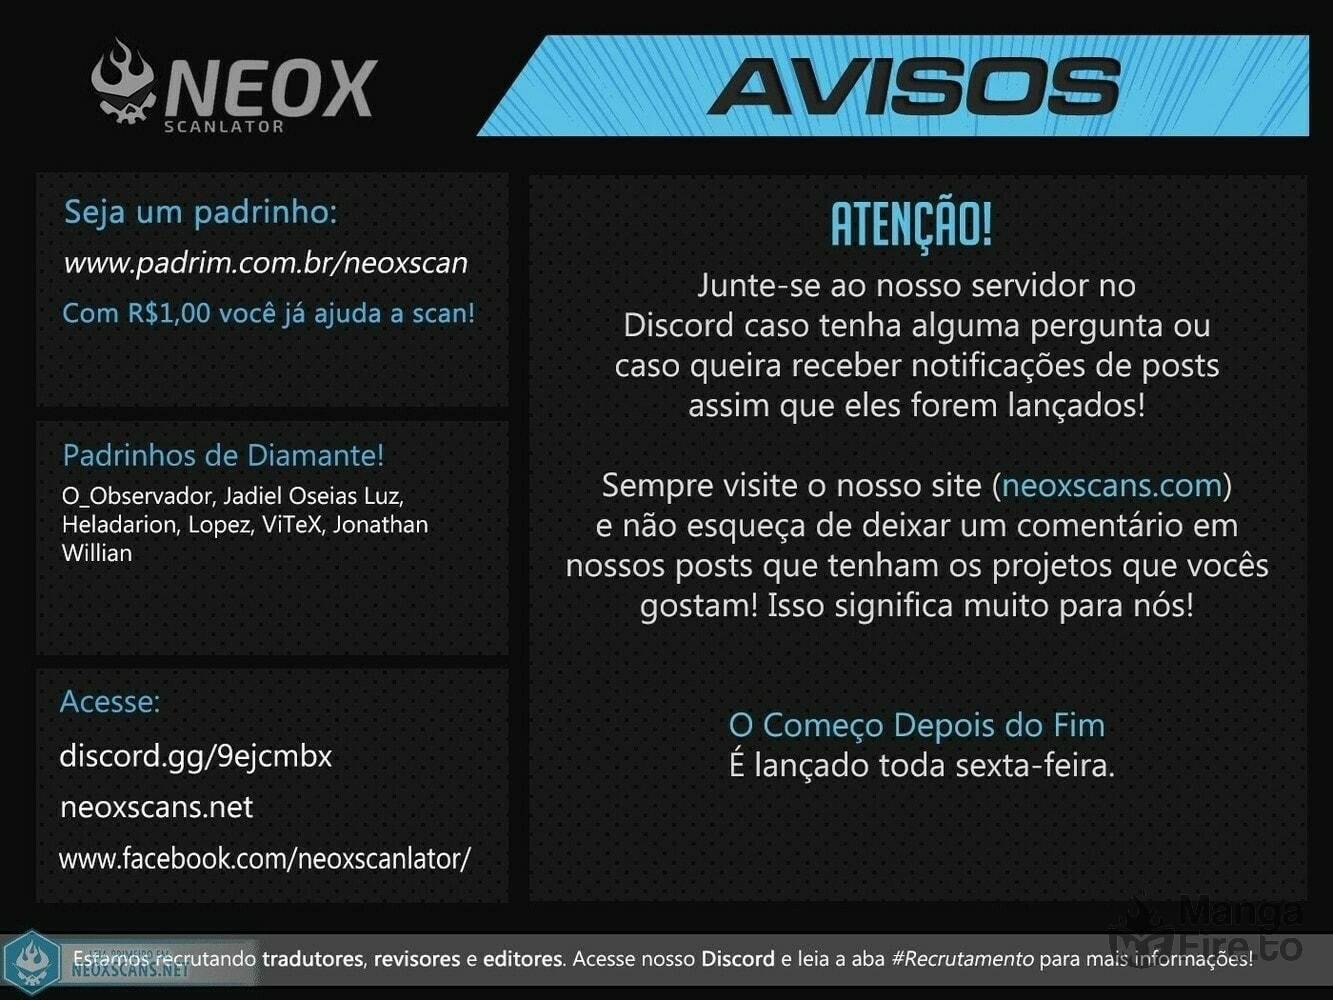 NEOX
SCANLATOR
AVISOS
Seja um padrinho:
www.padrim.com.br/neoxscan
Com R$1,00 você já ajuda a scan!
Padrinhos de Diamante!
O_Observador, Jadiel Oseias Luz,
Heladarion, Lopez, ViTeX, Jonathan
Willian
Acesse:
discord.gg/9ejcmbx
neoxscans.net
www.facebook.com/neoxscanlator/
ATENÇÃO!
Junte-se ao nosso servidor no
Discord caso tenha alguma pergunta ou
caso queira receber notificações de posts
assim que eles forem lançados!
Sempre visite o nosso site (neoxscans.com)
e não esqueça de deixar um comentário em
nossos posts que tenham os projetos que vocês
gostam! Isso significa muito para nós!
O Começo Depois do Fim
É lançado toda sexta-feira.
Manga
Fire.to
LEIA PRIMEIRO EM
NEOXSCANS.NET
Estamos recrutando tradutores, revisores e editores. Acesse nosso Discord e leia a aba #Recrutamento para mais informações!